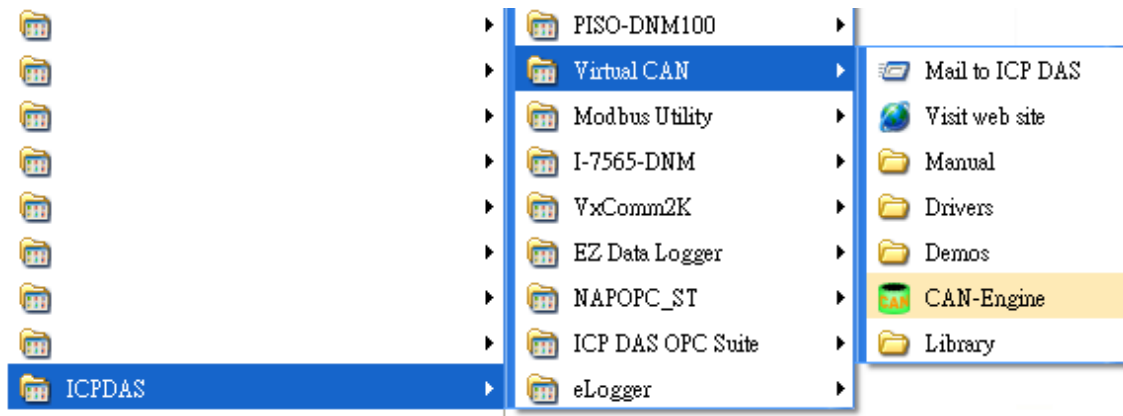 ICPDAS
PISO-DNM100
Virtual CAN
Modbus Utility
I-7565-DNM
VxComm2K
EZ Data Logger
NAPOPC_ST
ICP DAS OPC Suite
eLogger
Mail to ICP DAS
Visit web site
Manual
Drivers
Demos
CAN
CAN-Engine
Library